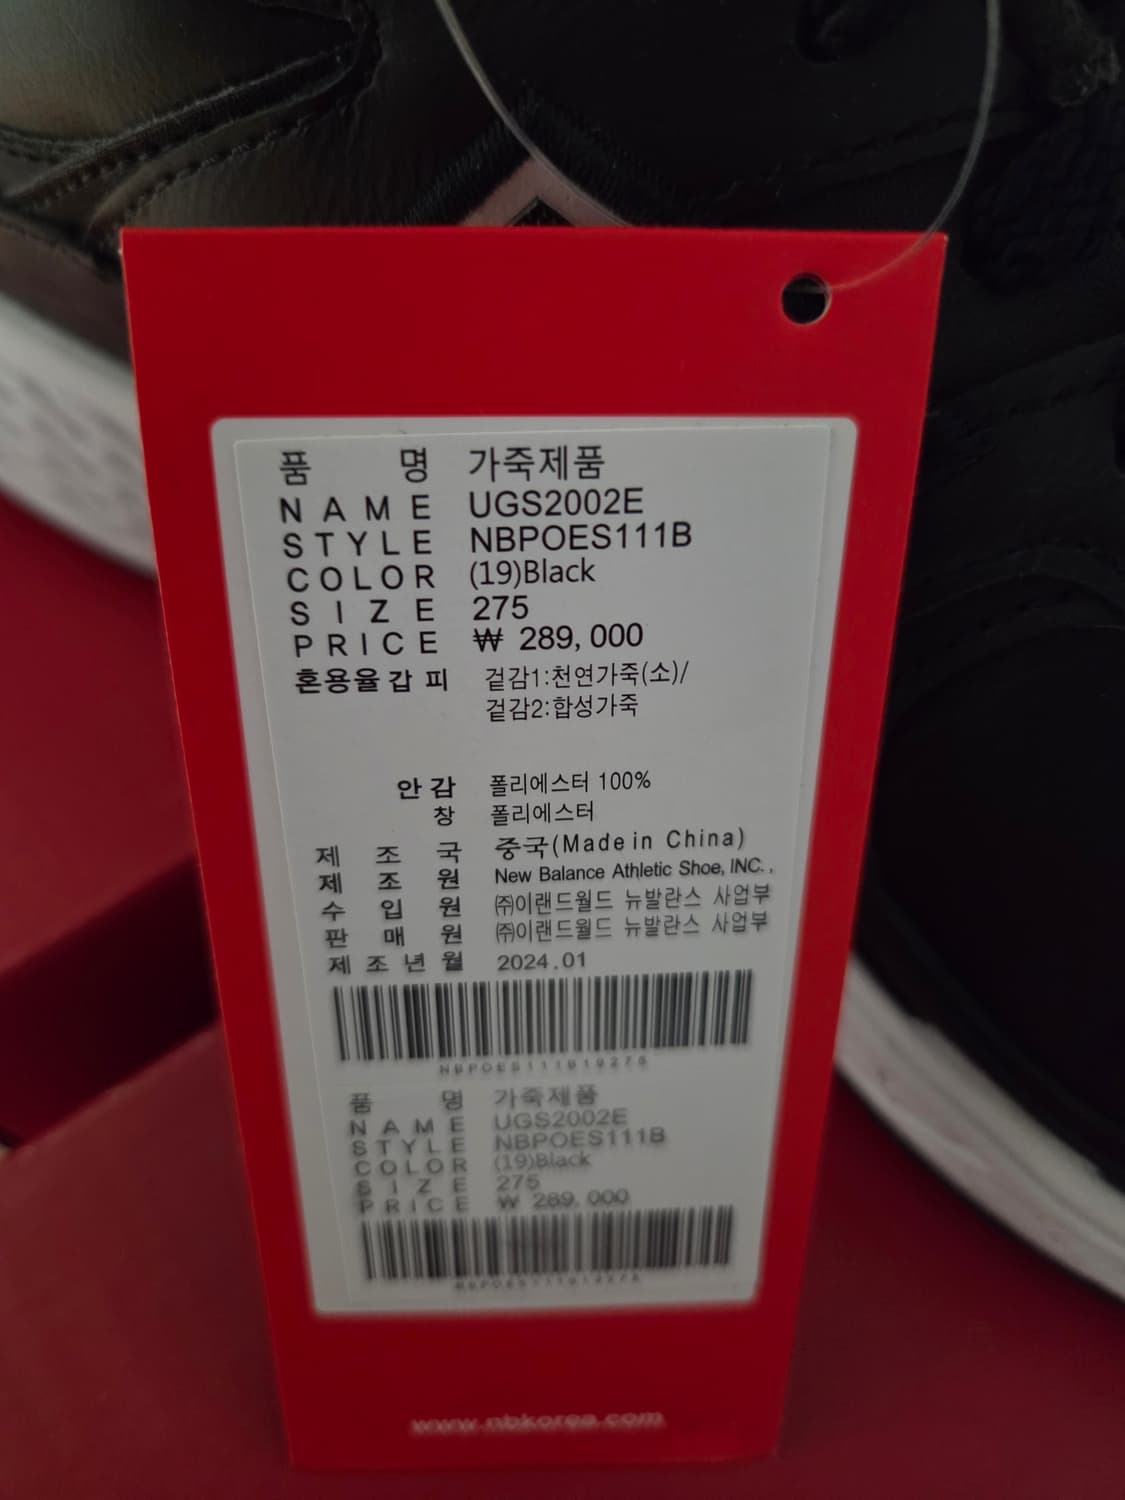 품 명 가죽제품
NAME UGS2002E
STYLE NBPOES111B
COLOR (19)Black
SIZE 275
PRICE ₩ 289,000
혼용율갑 피 겉감1:천연가죽(소)/
겉감2:합성가죽
안감 폴리에스터 100%
창 폴리에스터
제 조 국 중국(Made in China)
제 조 원 New Balance Athletic Shoe, INC.,
수 입 원 ㈜이랜드월드 뉴발란스 사업부
판 매 원 ㈜이랜드월드 뉴발란스 사업부
제조년월 2024.01
NBPOES111B19275
품 명 가죽제품
NAME UGS2002E
STYLE NBPOES111B
COLOR (19)Black
SIZE 275
PRICE ₩ 289,000
NBPOES111B19275
www.nbkorea.com